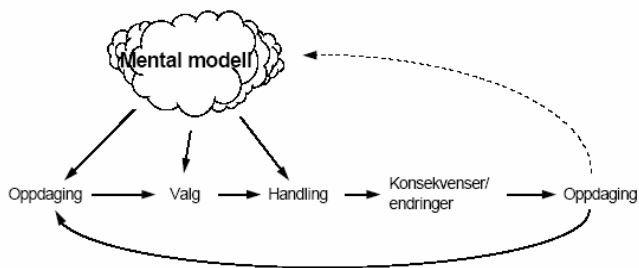 Mental modell
Oppdaging
Valg
Handling
Konsekvenser/
endringer
Oppdaging